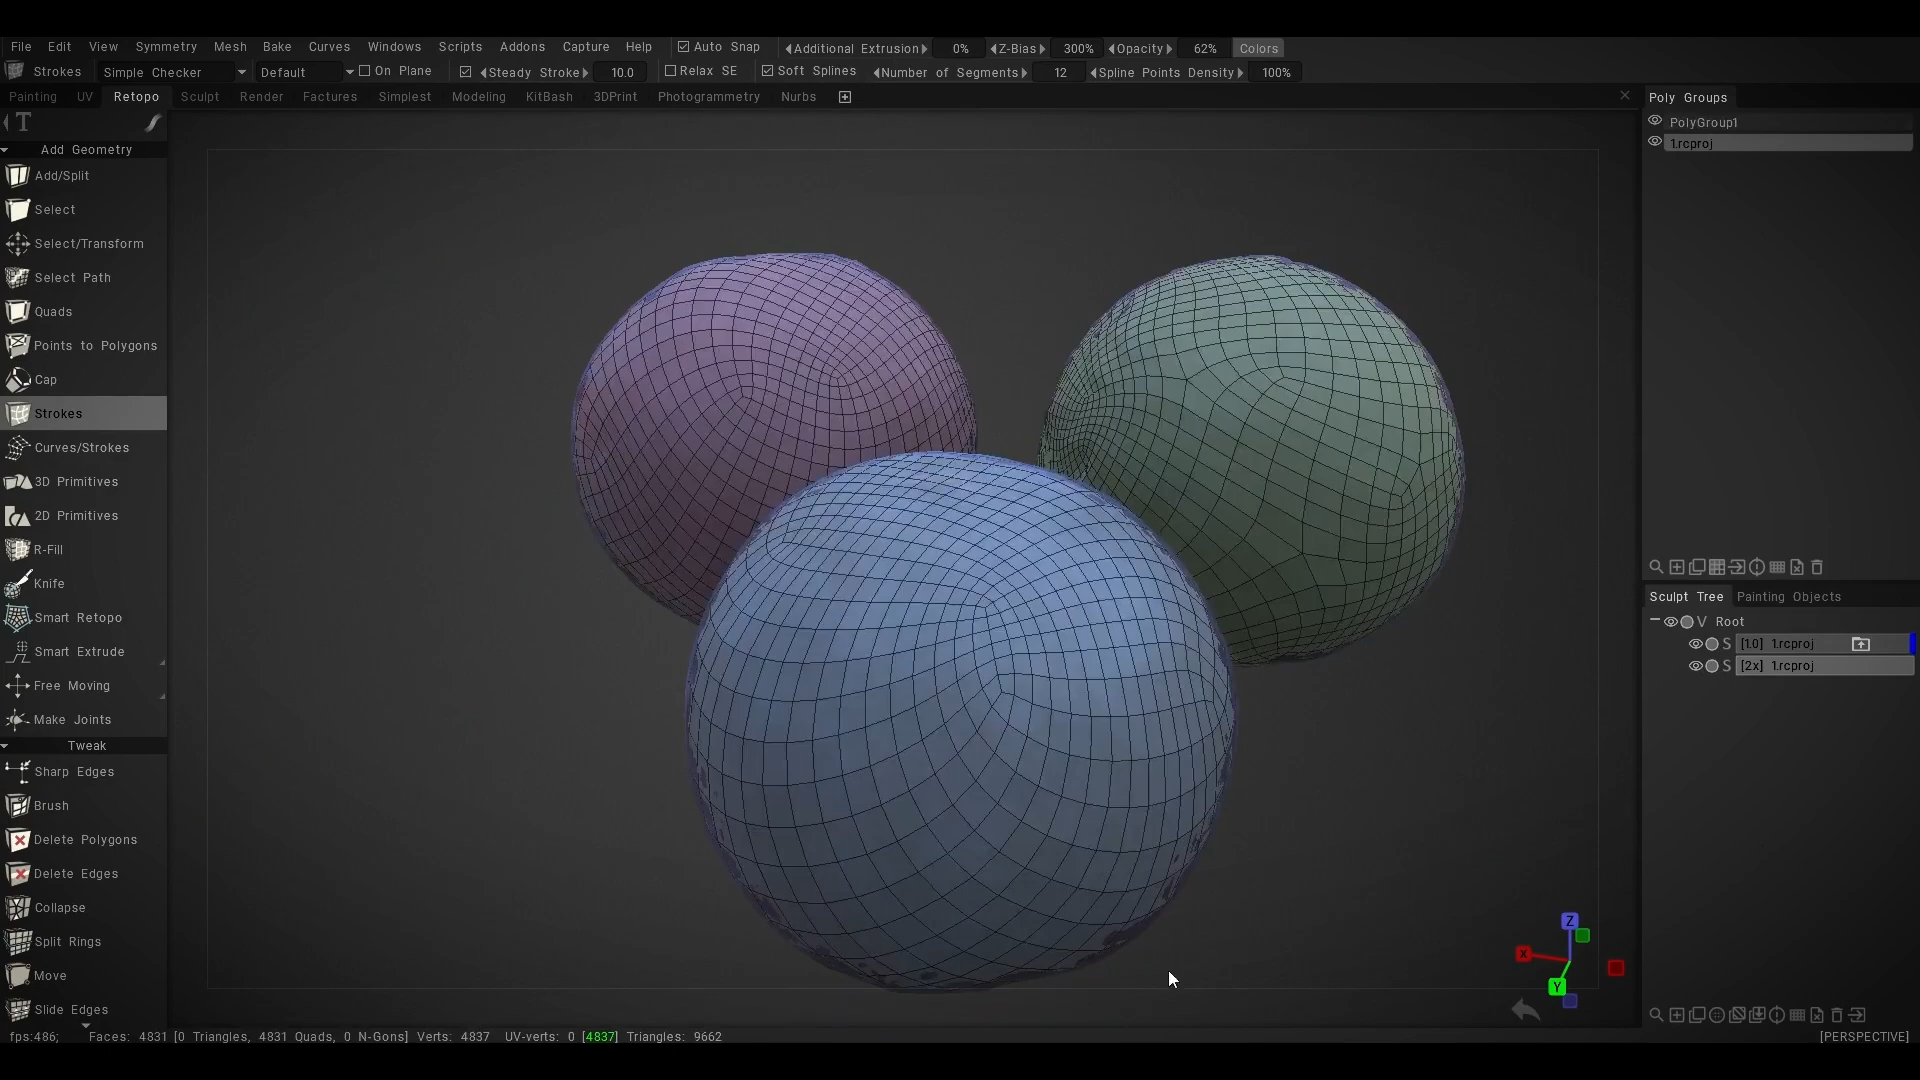 File Edit View Symmetry Mesh Bake Curves Windows Scripts Addons Capture Help Auto Snap Additional Extrusion 0% Z-Bias 300% Opacity 62% Colors
Strokes Simple Checker Default On Plane Steady Stroke 10.0 Relax SE Soft Splines Number of Segments 12 Spline Points Density 100%
Painting UV Retopo Sculpt Render Factures Simplest Modeling KitBash 3DPrint Photogrammetry Nurbs
T
Add Geometry
Add/Split
Select
Select/Transform
Select Path
Quads
Points to Polygons
Cap
Strokes
Curves/Strokes
3D Primitives
2D Primitives
R-Fill
Knife
Smart Retopo
Smart Extrude
Free Moving
Make Joints
Tweak
Sharp Edges
Brush
Delete Polygons
Delete Edges
Collapse
Split Rings
Move
Slide Edges
Poly Groups
PolyGroup1
1.rcproj
Sculpt Tree Painting Objects
V Root
S [10] 1.rcproj
S [2x] 1.rcproj
Z
X
Y
fps:486; Faces: 4831 [0 Triangles, 4831 Quads, 0 N-Gons] Verts: 4837 UV-verts: 0 [4837] Triangles: 9662 [PERSPECTIVE]